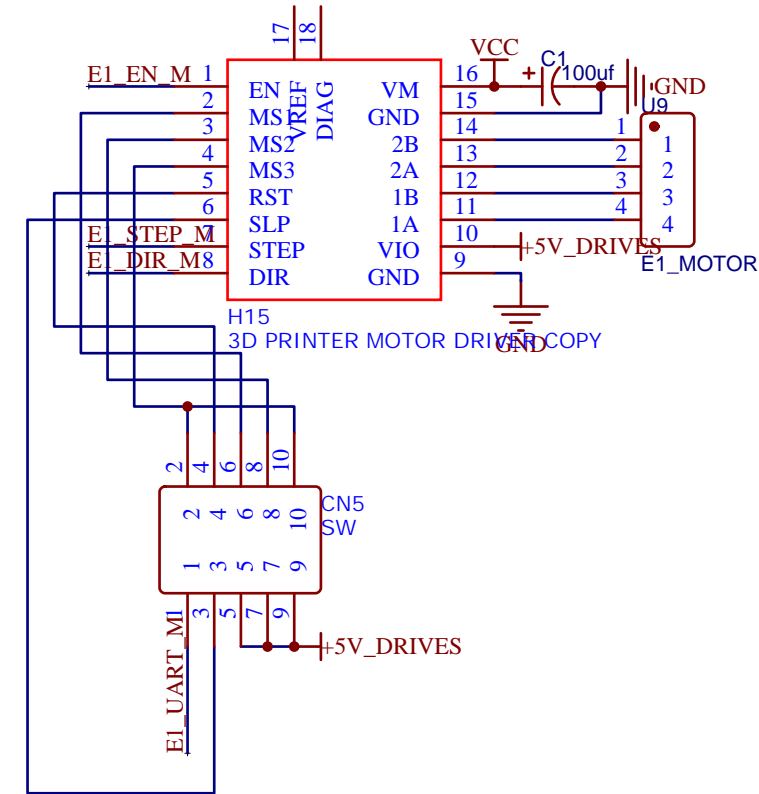 17 18
VCC
C1
100uf
GND
E1_EN_M 1 EN VM 16
2 MS1 VREF DIAG GND 15
3 MS2 2B 14
4 MS3 2A 13
5 RST 1B 12
6 SLP 1A 11
E1_STEP_M 7 STEP VIO 10 +5V_DRIVES
E1_DIR_M 8 DIR GND 9
U9
1 1
2 2
3 3
4 4
E1_MOTOR
H15
3D PRINTER MOTOR DRIVER COPY
GND
2 4 6 8 10
CN5
SW
2 4 6 8 10
1 3 5 7 9
1 3 5 7 9
+5V_DRIVES
E1_UART_M